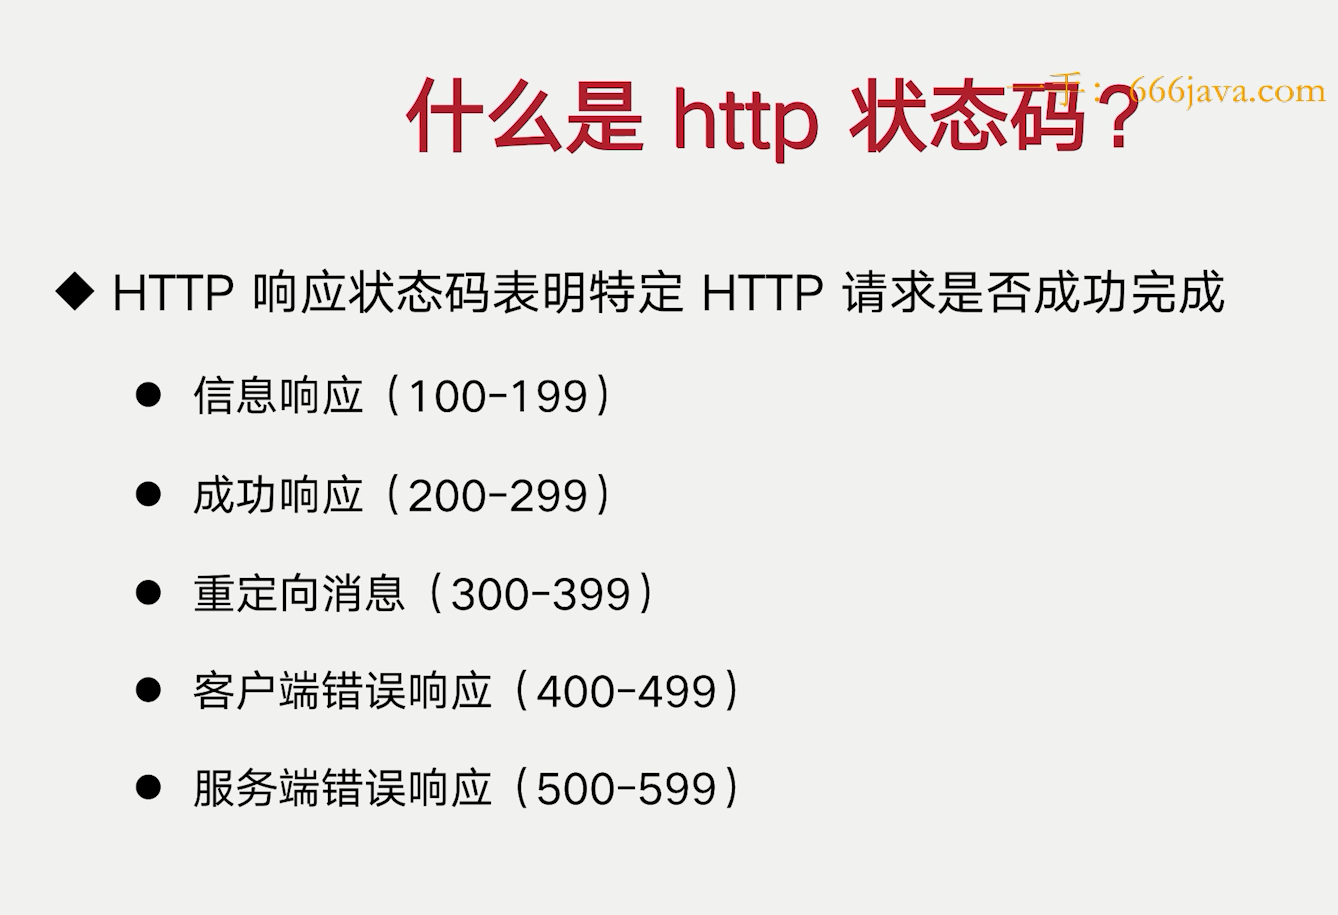 什么是 http 状态码？
一手：666java.com
◆ HTTP 响应状态码表明特定 HTTP 请求是否成功完成
● 信息响应（100-199）
● 成功响应（200-299）
● 重定向消息（300-399）
● 客户端错误响应（400-499）
● 服务端错误响应（500-599）